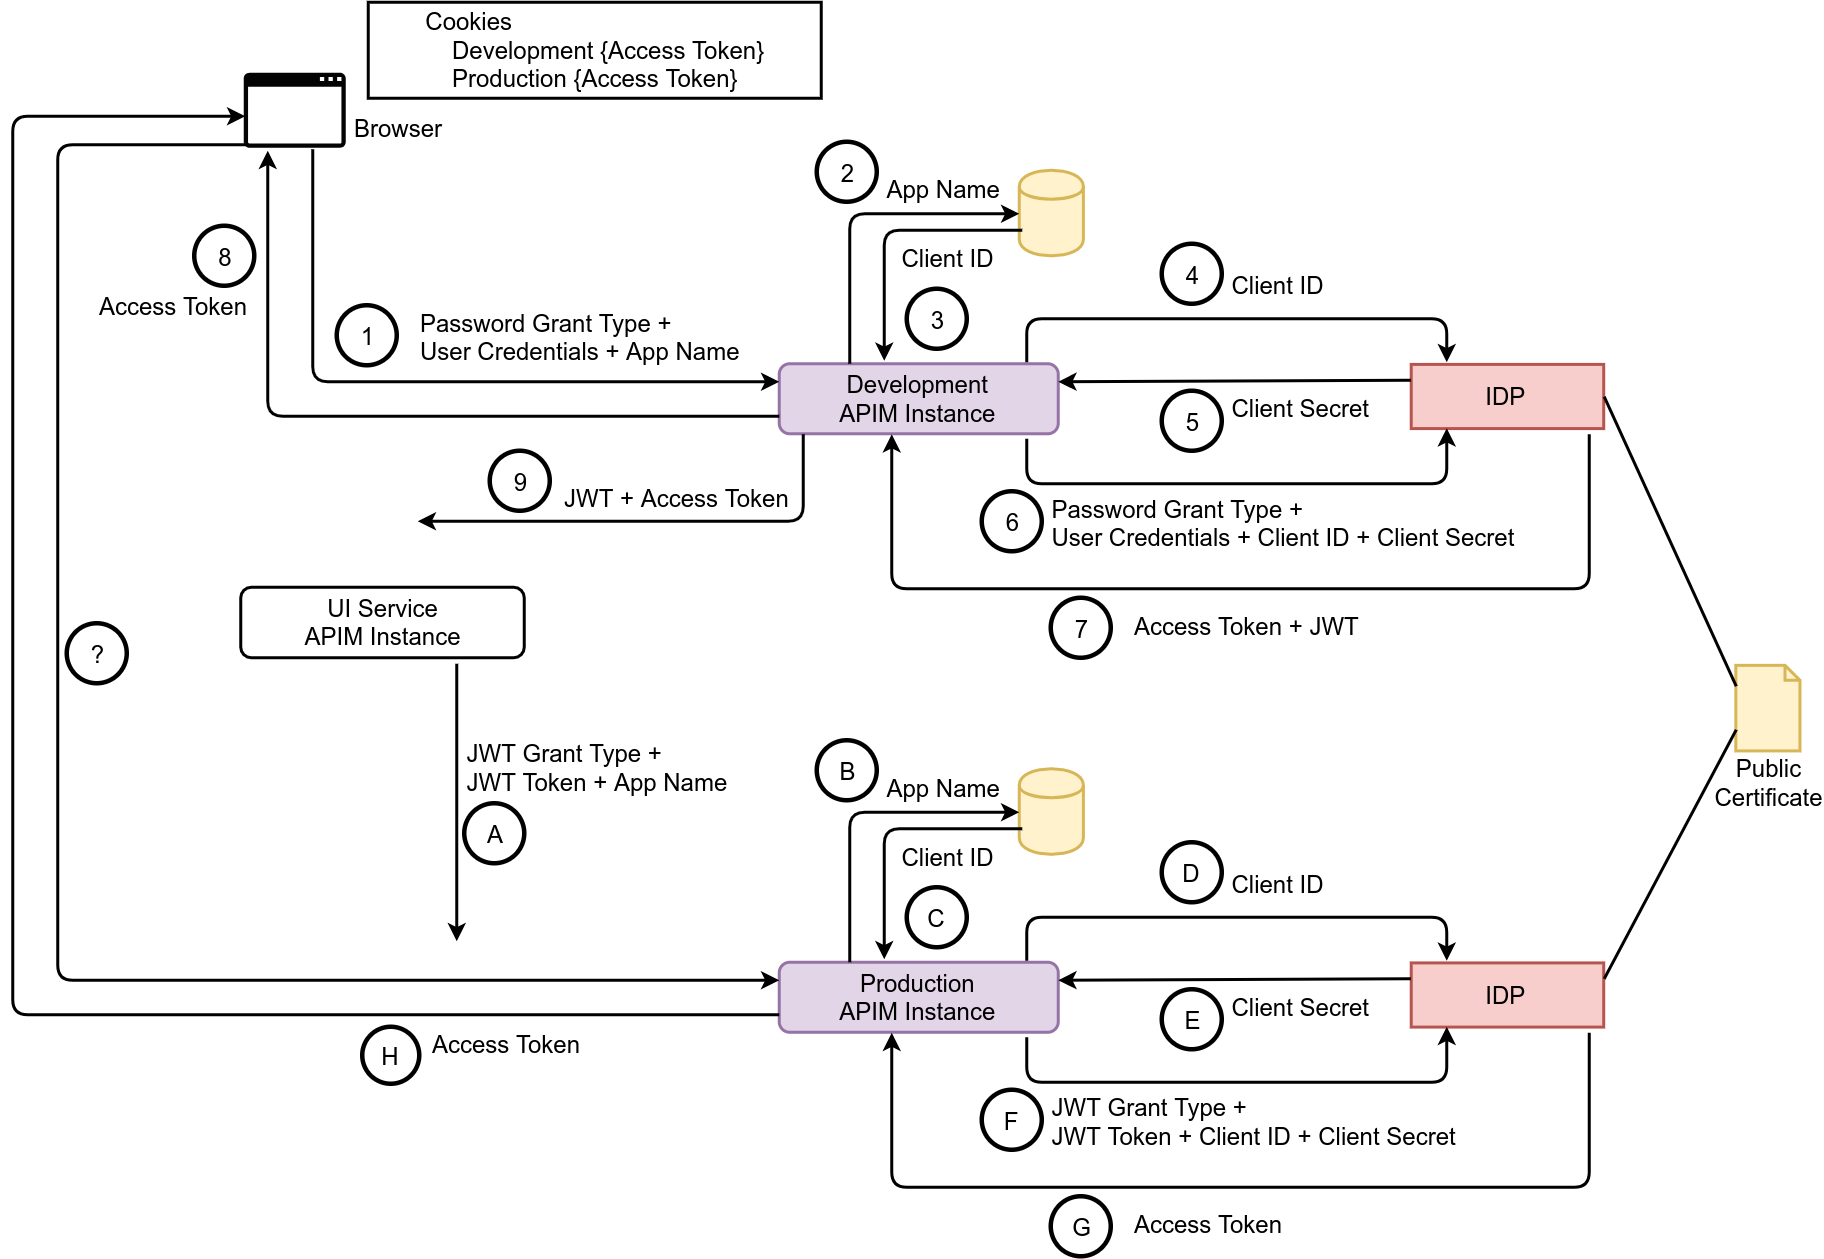 Cookies
Development {Access Token}
Production {Access Token}
Browser
2
App Name
Client ID
3
8
Access Token
1
Password Grant Type +
User Credentials + App Name
4
Client ID
Development
APIM Instance
5
Client Secret
IDP
9
JWT + Access Token
6
Password Grant Type +
User Credentials + Client ID + Client Secret
7
Access Token + JWT
UI Service
APIM Instance
?
JWT Grant Type +
JWT Token + App Name
A
Public
Certificate
B
App Name
Client ID
C
D
Client ID
Production
APIM Instance
E
Client Secret
IDP
H
Access Token
F
JWT Grant Type +
JWT Token + Client ID + Client Secret
G
Access Token